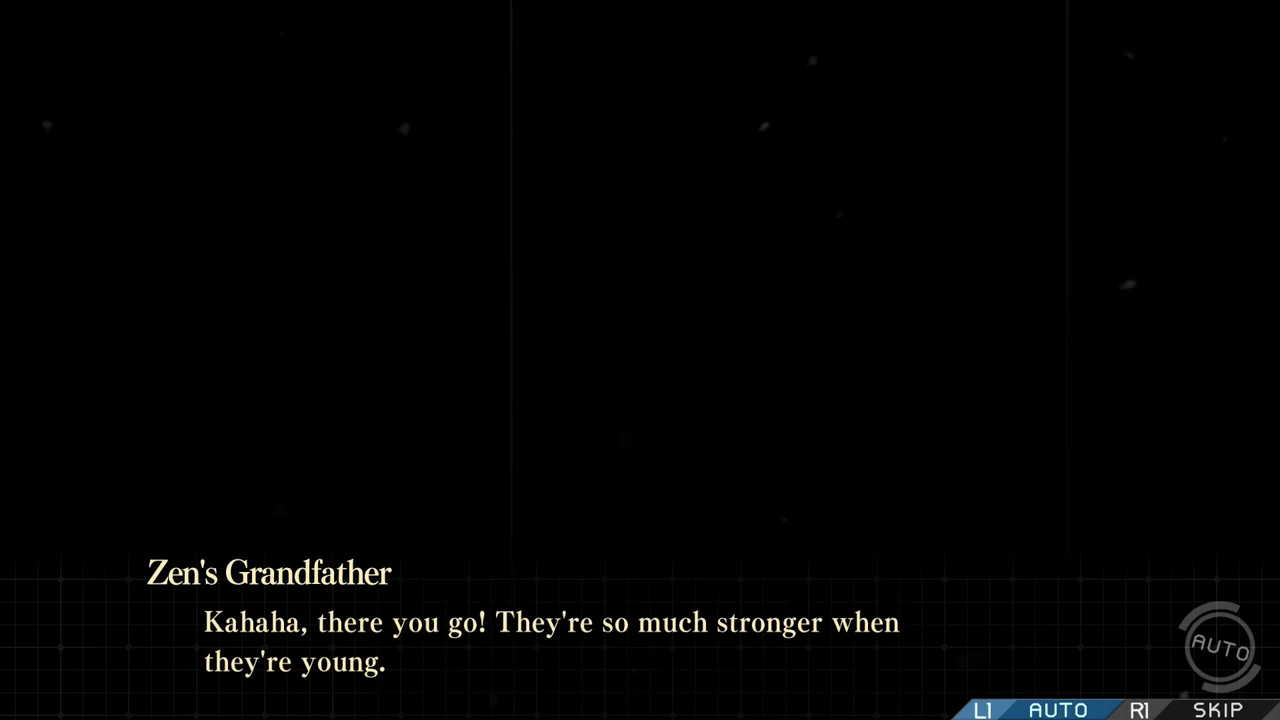 Zen's Grandfather
Kahaha, there you go! They're so much stronger when
they're young.
AUTO
L1 AUTO R1 SKIP